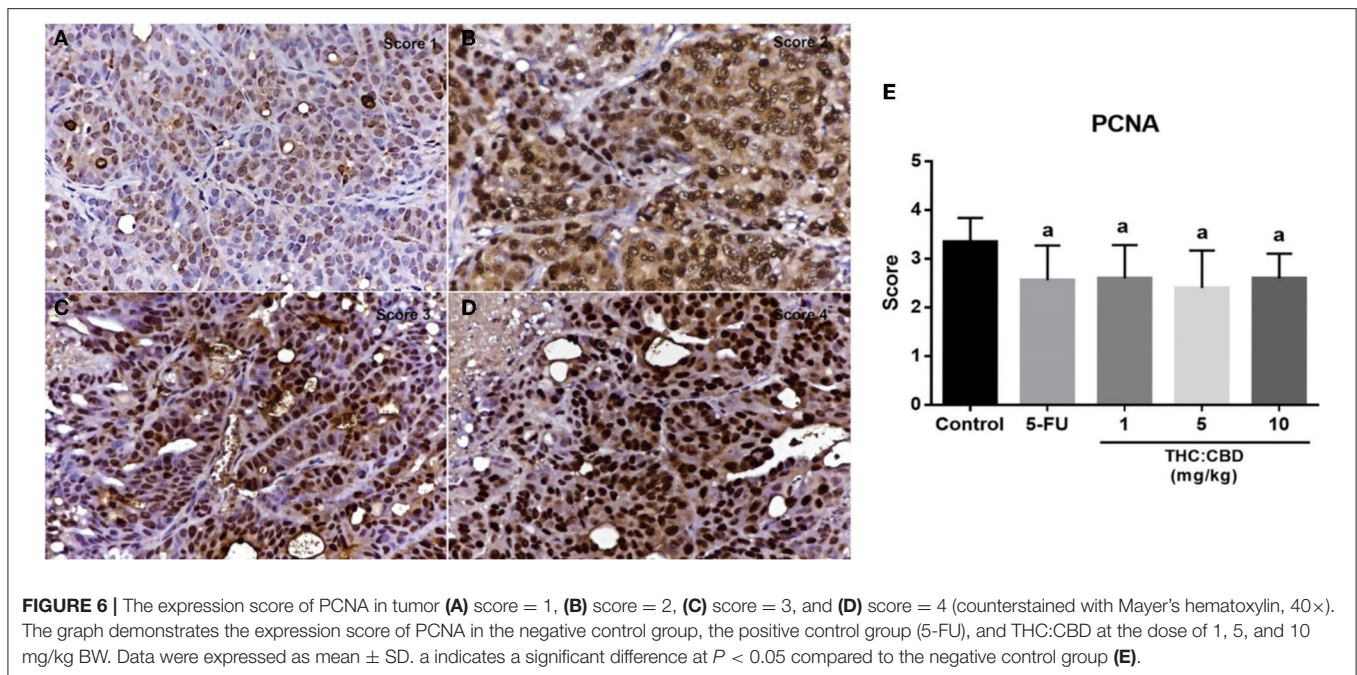 A
Score 1
B
Score 2
C
Score 3
D
Score 4
E
PCNA
5
4
3
2
1
0
Score
a
a
a
a
Control
5-FU
1
5
10
THC:CBD
(mg/kg)
FIGURE 6 | The expression score of PCNA in tumor (A) score = 1, (B) score = 2, (C) score = 3, and (D) score = 4 (counterstained with Mayer's hematoxylin, 40×).
The graph demonstrates the expression score of PCNA in the negative control group, the positive control group (5-FU), and THC:CBD at the dose of 1, 5, and 10
mg/kg BW. Data were expressed as mean ± SD. a indicates a significant difference at P < 0.05 compared to the negative control group (E).